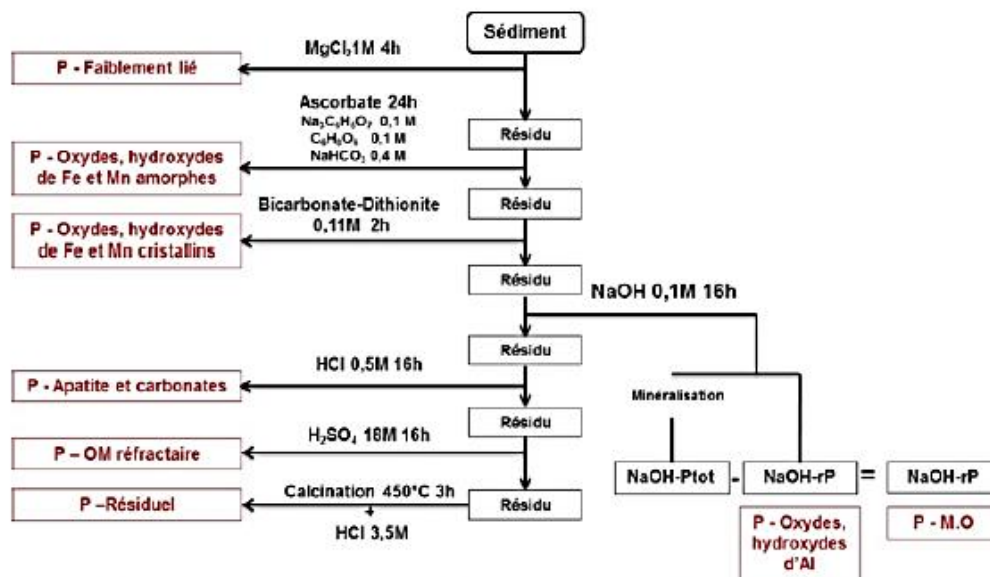 Sédiment
MgCl₂1M 4h
P - Faiblement lié
Ascorbate 24h
Na₃C₆H₅O₇ 0,1 M
C₆H₈O₆ 0,1 M
NaHCO₃ 0,4 M
Résidu
P - Oxydes, hydroxydes
de Fe et Mn amorphes
Résidu
Bicarbonate-Dithionite
0,11M 2h
P - Oxydes, hydroxydes
de Fe et Mn cristallins
Résidu
NaOH 0,1M 16h
Résidu
HCl 0,5M 16h
P - Apatite et carbonates
Minéralisation
Résidu
H₂SO₄ 18M 16h
P – OM réfractaire
NaOH-Ptot - NaOH-rP = NaOH-rP
Calcination 450°C 3h
P –Résiduel
Résidu
+
HCl 3,5M
P - Oxydes,
hydroxydes
d'Al
P - M.O